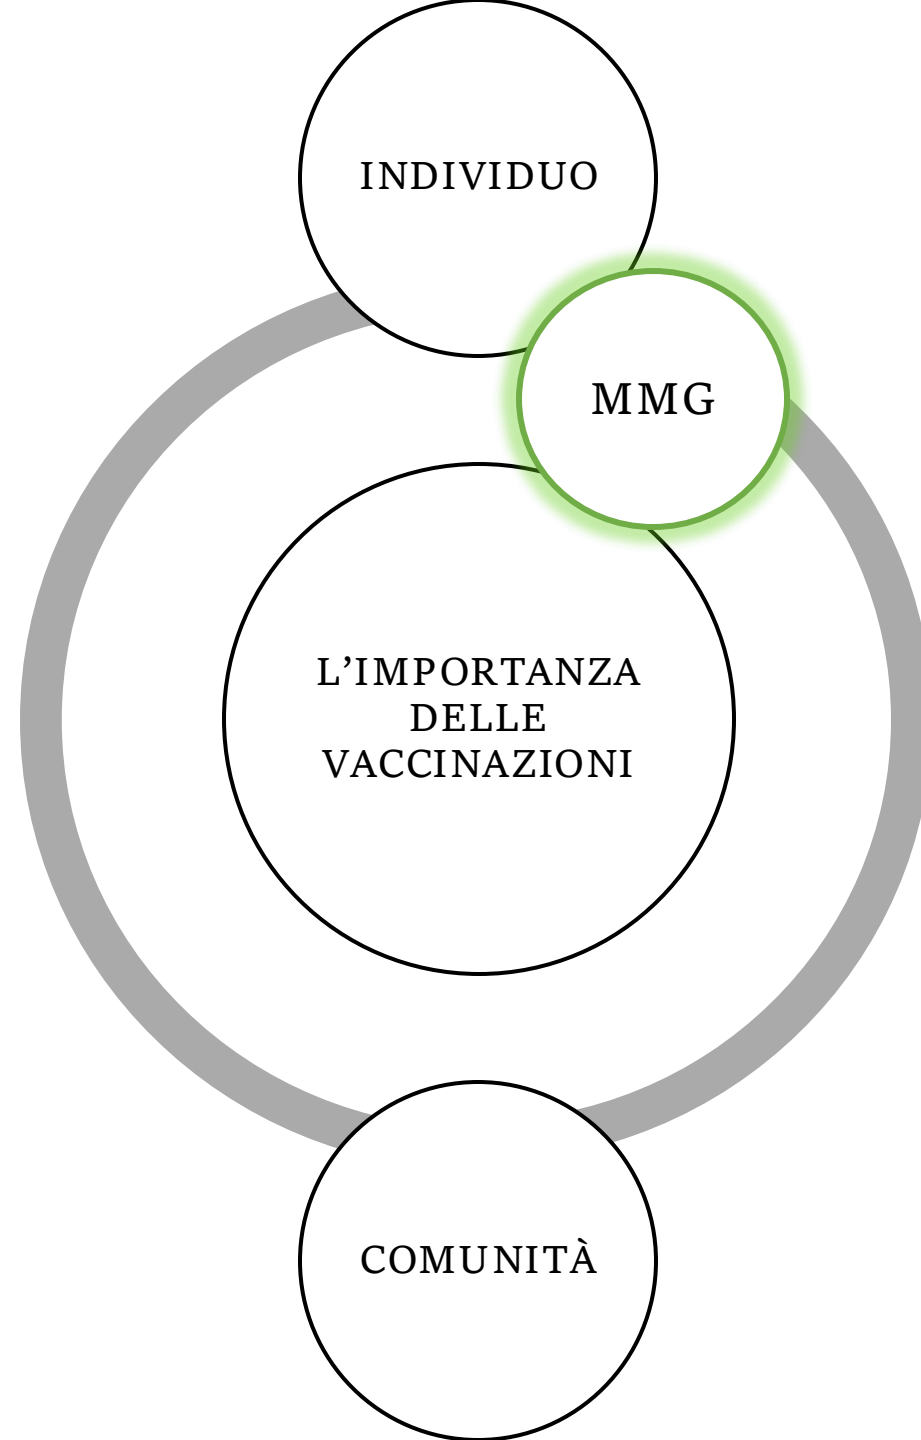 INDIVIDUO
MMG
L’IMPORTANZA
DELLE
VACCINAZIONI
COMUNITÀ